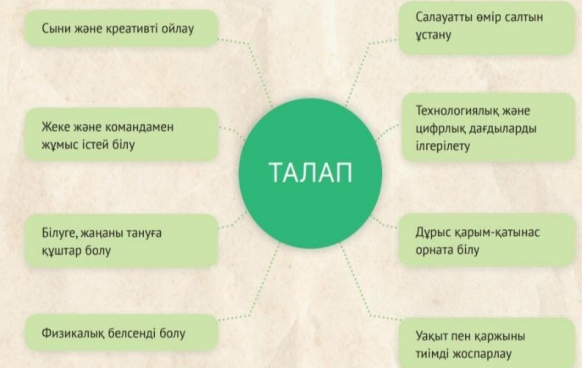 Сыни және креативті ойлау
Жеке және командамен
жұмыс істей білу
Білуге, жаңаны тануға
құштар болу
Физикалық белсенді болу
ТАЛАП
Салауатты өмір салтын
ұстану
Технологиялық және
цифрлық дағдыларды
ілгерілету
Дұрыс қарым-қатынас
орната білу
Уақыт пен қаржыны
тиімді жоспарлау